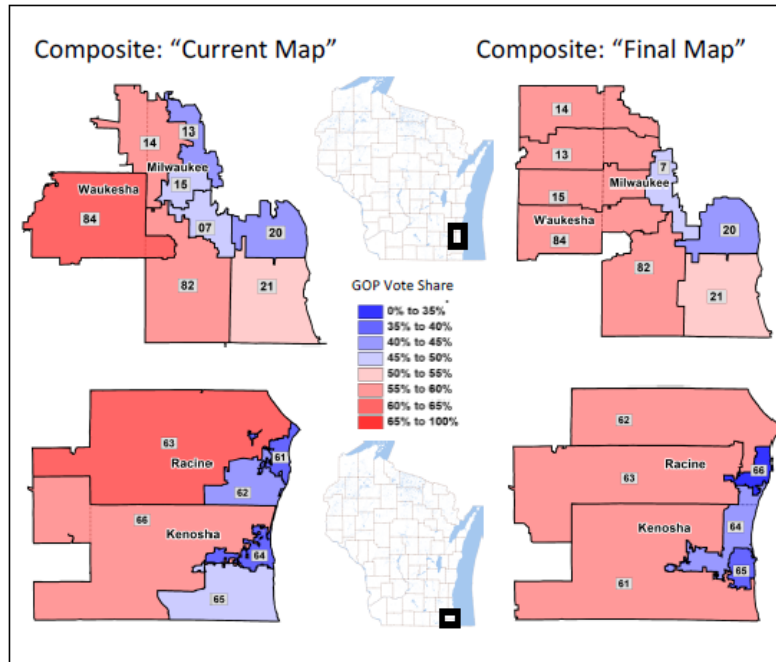 Composite: “Current Map”
Composite: “Final Map”
14
13
Milwaukee
15
Waukesha
84
07
20
82
21
14
13
7
Milwaukee
15
Waukesha
84
20
82
21
GOP Vote Share
0% to 35%
35% to 40%
40% to 45%
45% to 50%
50% to 55%
55% to 60%
60% to 65%
65% to 100%
63
61
Racine
62
66
Kenosha
64
65
62
63
Racine
66
64
Kenosha
65
61